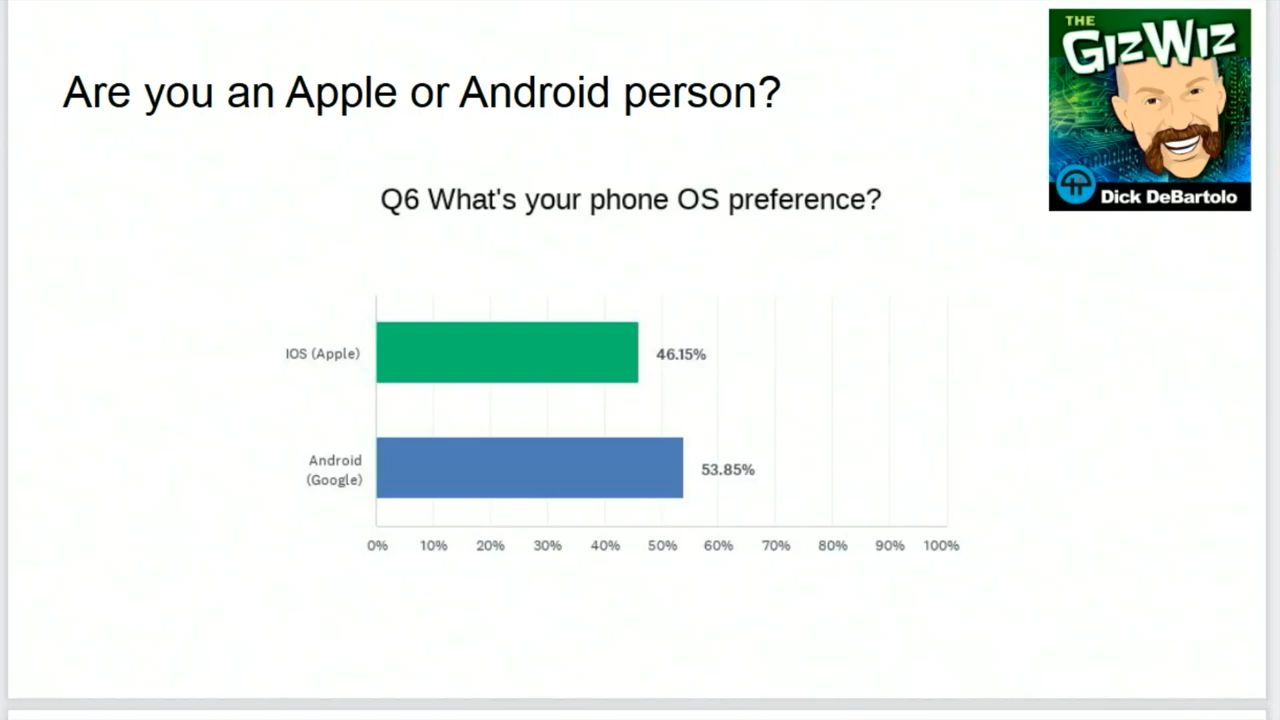 THE
GIZWIZ
Dick DeBartolo
Are you an Apple or Android person?
Q6 What's your phone OS preference?
IOS (Apple)
46.15%
Android
(Google)
53.85%
0% 10% 20% 30% 40% 50% 60% 70% 80% 90% 100%